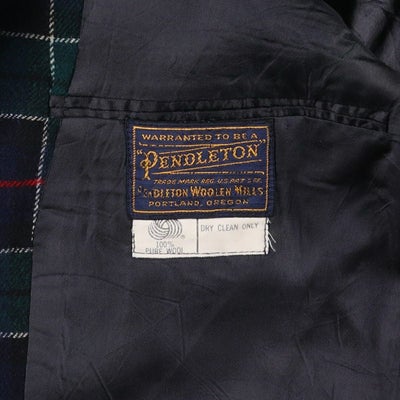 WARRANTED TO BE A
"PENDLETON"
TRADE MARK REG. U.S. PAT. OFF.
PENDLETON WOOLEN MILLS
PORTLAND, OREGON
100%
PURE WOOL
DRY CLEAN ONLY